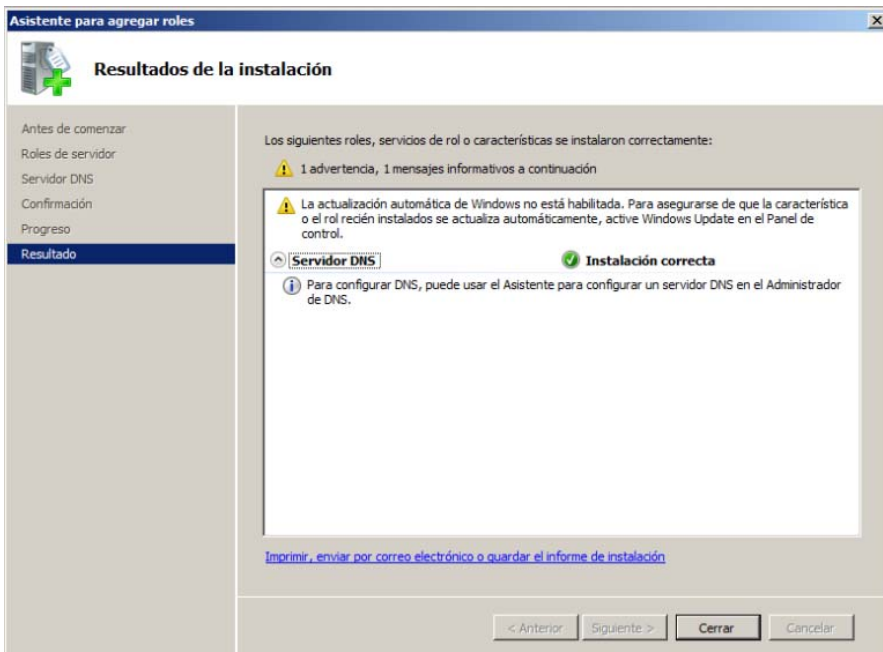 Asistente para agregar roles
Resultados de la instalación
Antes de comenzar
Roles de servidor
Servidor DNS
Confirmación
Progreso
Resultado
Los siguientes roles, servicios de rol o características se instalaron correctamente:
1 advertencia, 1 mensajes informativos a continuación
La actualización automática de Windows no está habilitada. Para asegurarse de que la característica
o el rol recién instalados se actualiza automáticamente, active Windows Update en el Panel de
control.
Servidor DNS Instalación correcta
Para configurar DNS, puede usar el Asistente para configurar un servidor DNS en el Administrador
de DNS.
Imprimir, enviar por correo electrónico o guardar el informe de instalación
< Anterior Siguiente > Cerrar Cancelar